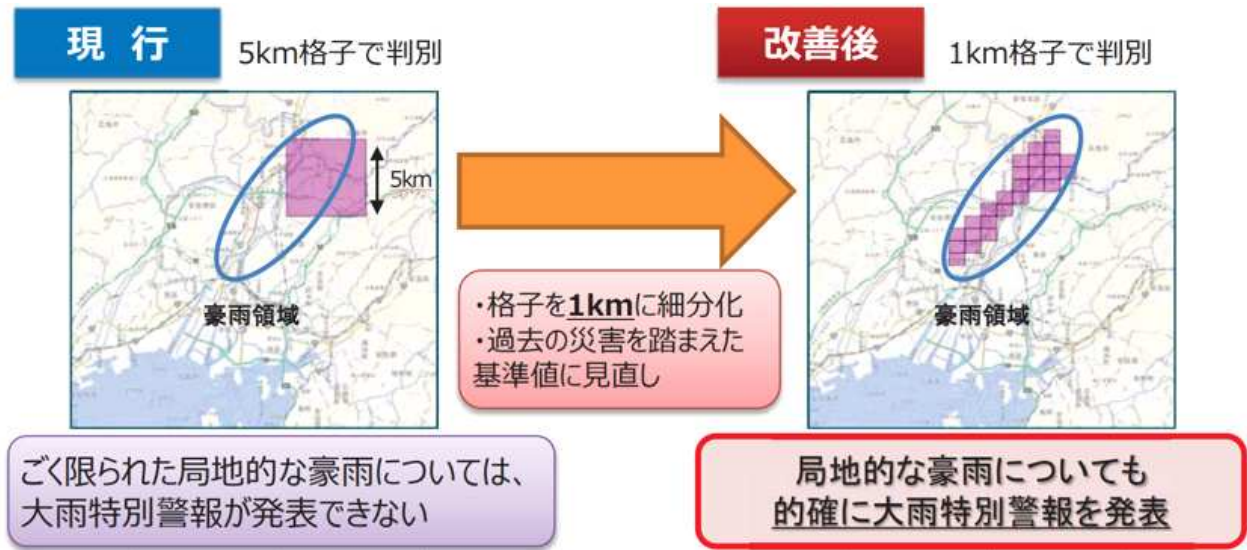 現 行
5km格子で判別
改善後
1km格子で判別
5km
豪雨領域
・格子を1kmに細分化
・過去の災害を踏まえた
基準値に見直し
豪雨領域
ごく限られた局地的な豪雨については、
大雨特別警報が発表できない
局地的な豪雨についても
的確に大雨特別警報を発表